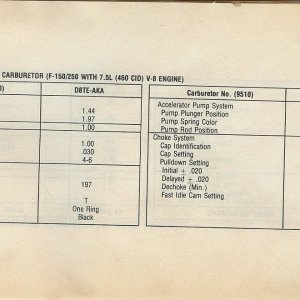 CARBURETOR (F-150/250 WITH 7.5L (460 CID) V-8 ENGINE)
0) D8TE-AKA
1.44
1.97
1.00
1.00
.030
4-6
197
T
One Ring
Black
Carburetor No. (9510)
Accelerator Pump System
Pump Plunger Position
Pump Spring Color
Pump Rod Position
Choke System
Cap Identification
Cap Setting
Pulldown Setting
Initial + .020
Delayed + .020
Dechoke (Min.)
Fast Idle Cam Setting